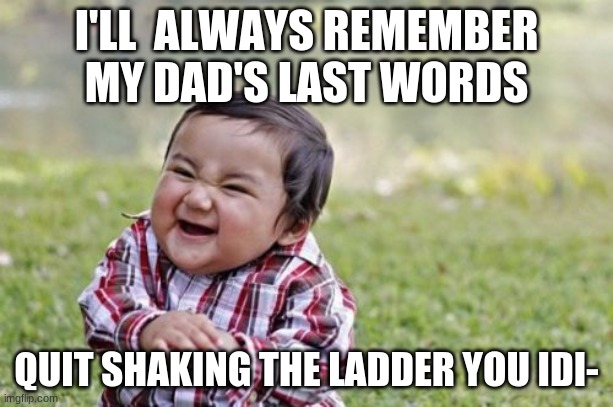 I'LL ALWAYS REMEMBER
MY DAD'S LAST WORDS
QUIT SHAKING THE LADDER YOU IDI-
imgflip.com